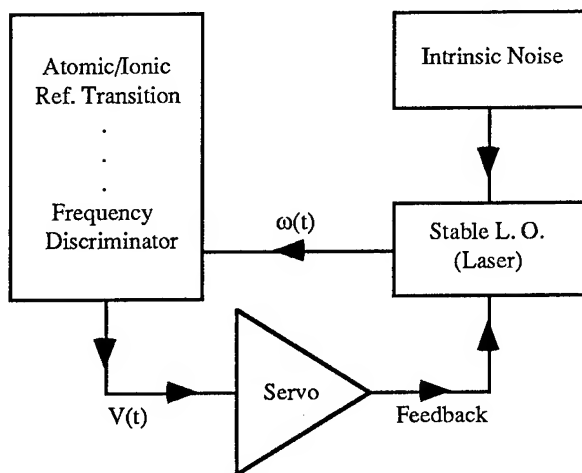 Atomic/Ionic
Ref. Transition
.
.
.
Frequency
Discriminator
Intrinsic Noise
ω(t)
Stable L. O.
(Laser)
V(t)
Servo
Feedback